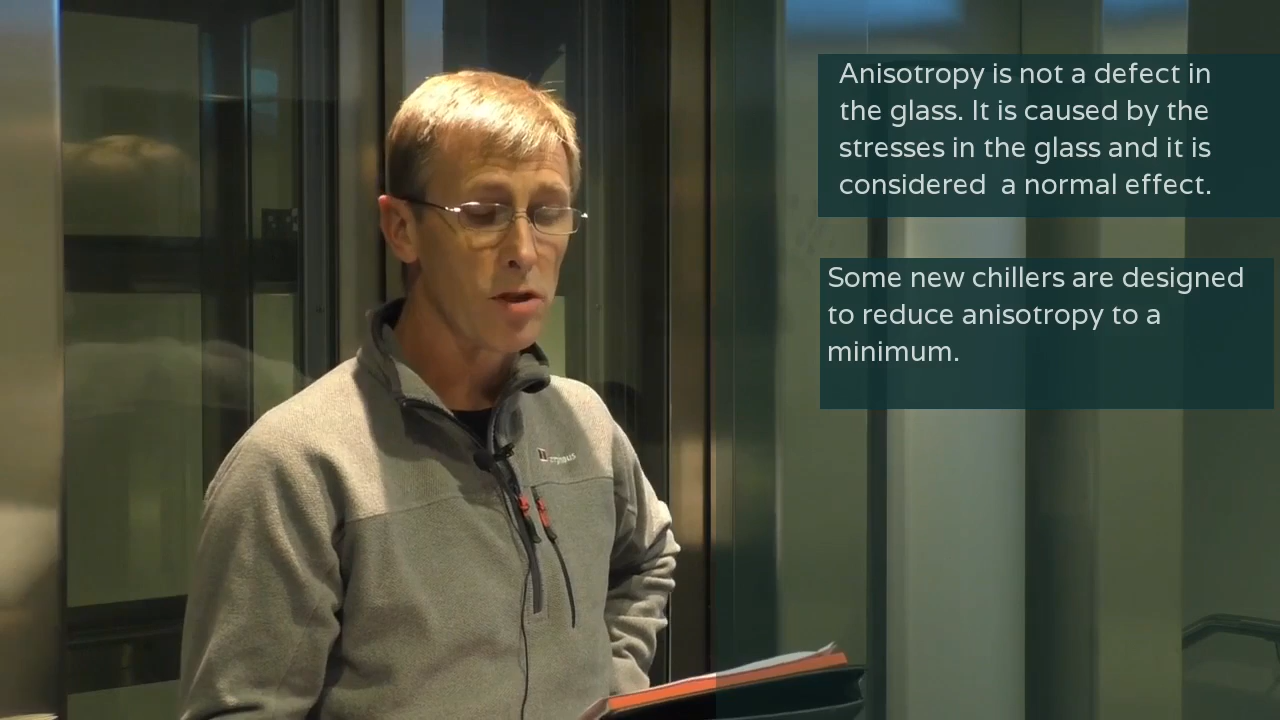 Anisotropy is not a defect in
the glass. It is caused by the
stresses in the glass and it is
considered  a normal effect.
Some new chillers are designed
to reduce anisotropy to a
minimum.